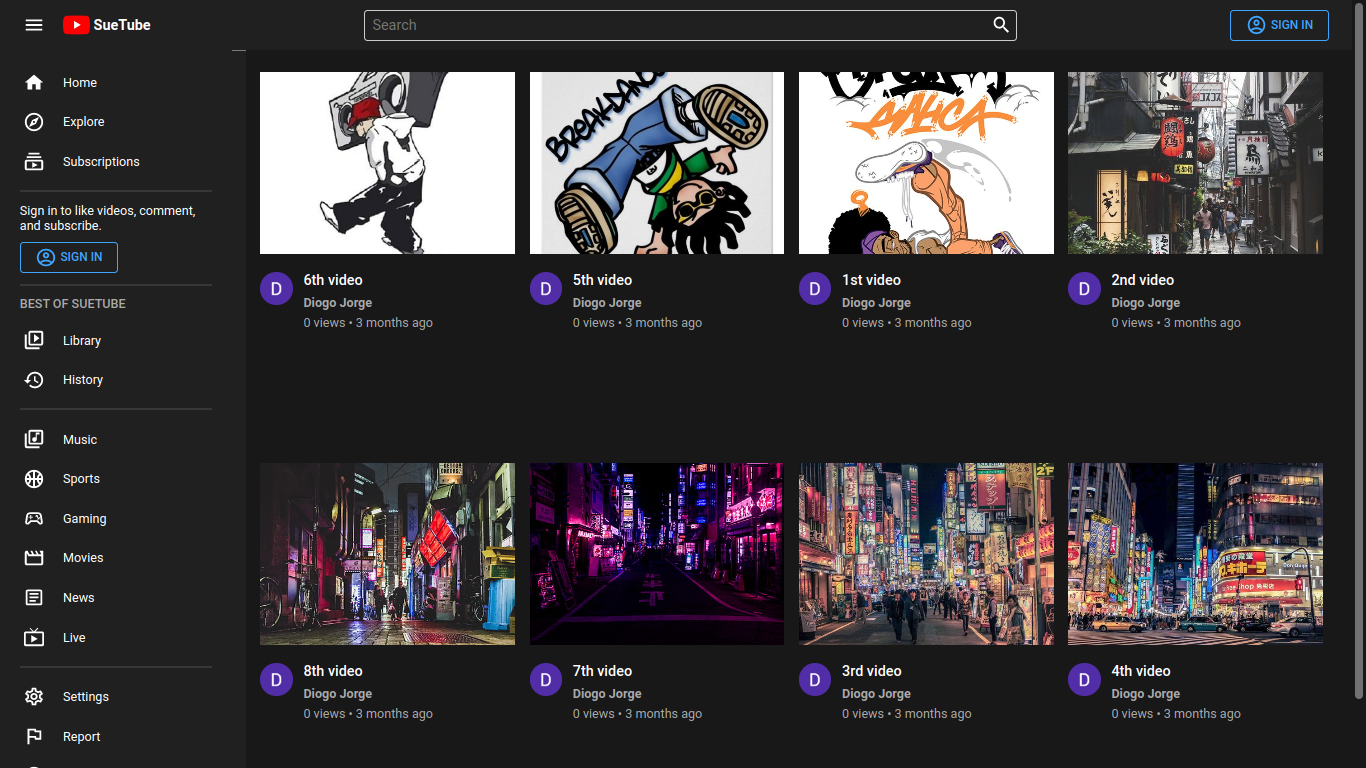 SueTube
Search
SIGN IN
Home
Explore
Subscriptions
Sign in to like videos, comment,
and subscribe.
SIGN IN
BEST OF SUETUBE
Library
History
Music
Sports
Gaming
Movies
News
Live
Settings
Report
BREAK-DANC
6th video
Diogo Jorge
0 views • 3 months ago
5th video
Diogo Jorge
0 views • 3 months ago
1st video
Diogo Jorge
0 views • 3 months ago
2nd video
Diogo Jorge
0 views • 3 months ago
D
D
D
D
8th video
Diogo Jorge
0 views • 3 months ago
7th video
Diogo Jorge
0 views • 3 months ago
3rd video
Diogo Jorge
0 views • 3 months ago
4th video
Diogo Jorge
0 views • 3 months ago
D
D
D
D